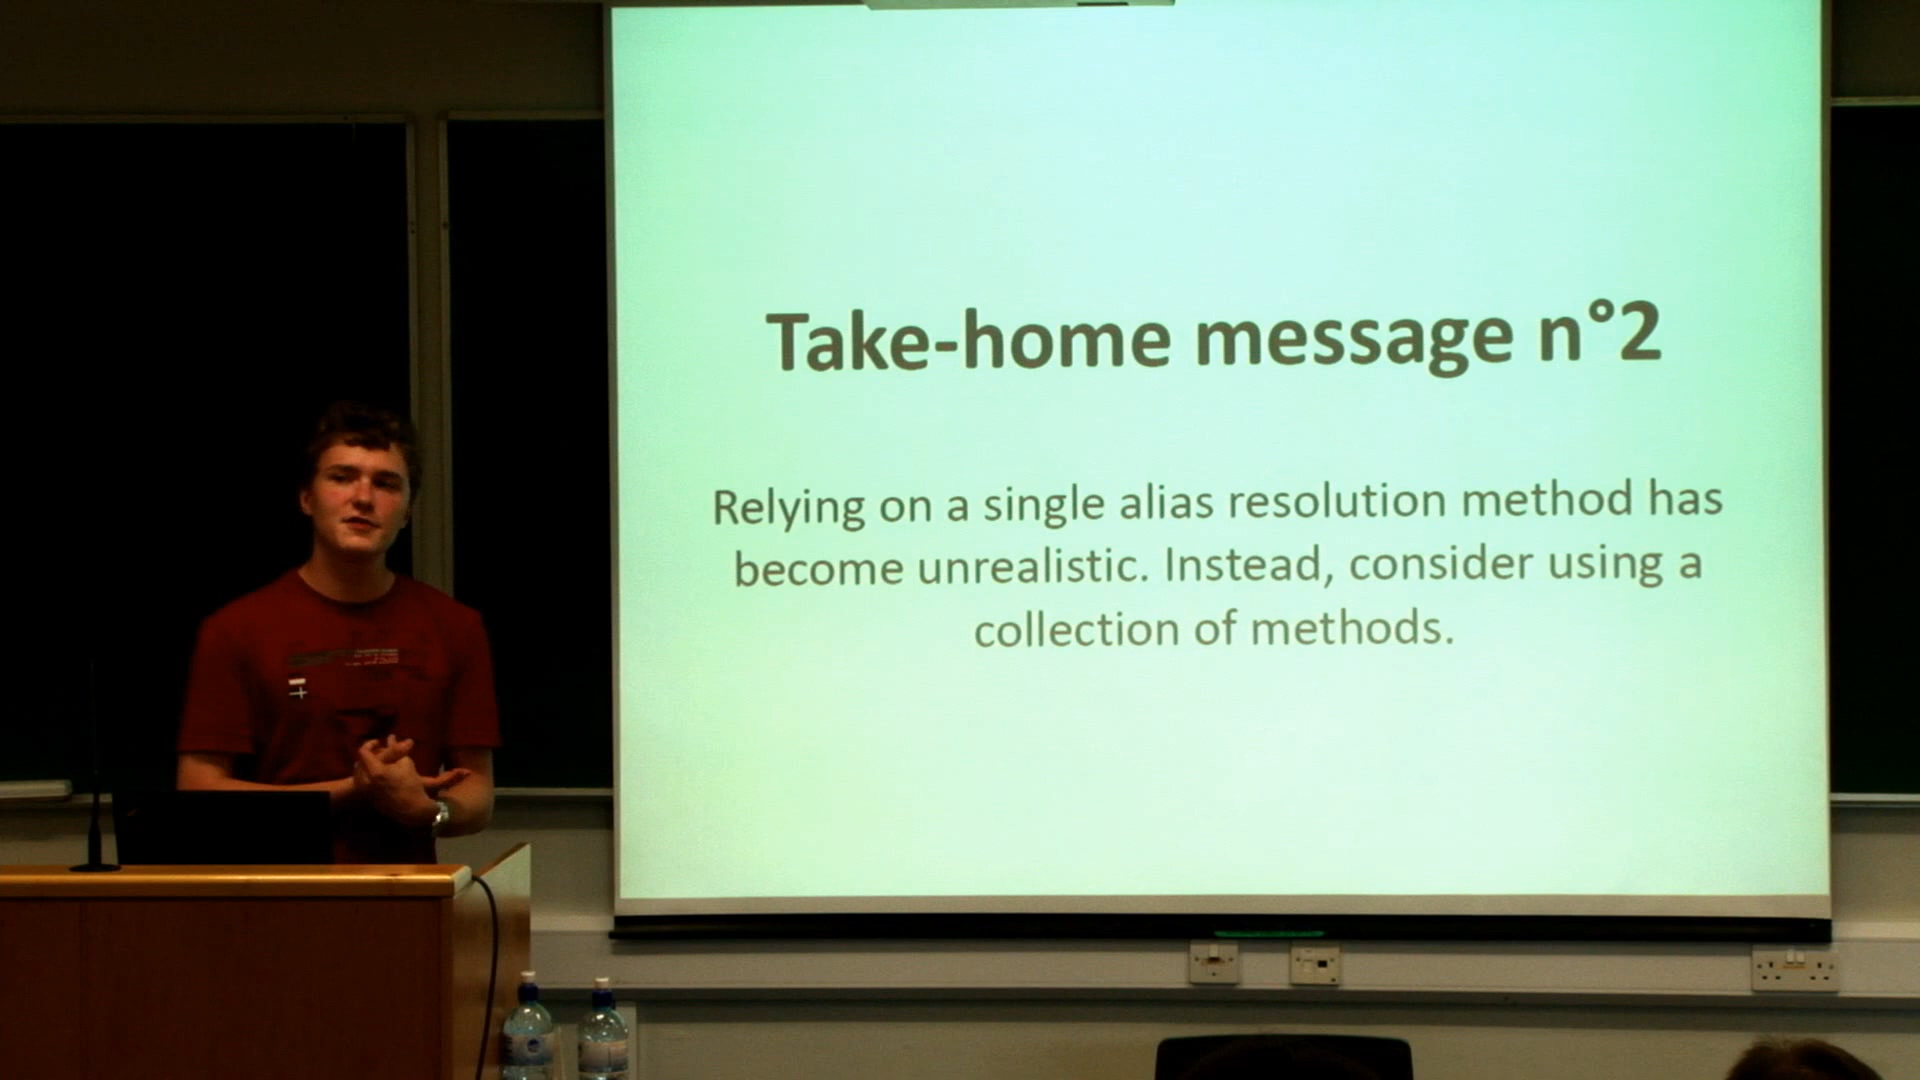 Take-home message n°2
Relying on a single alias resolution method has
become unrealistic. Instead, consider using a
collection of methods.